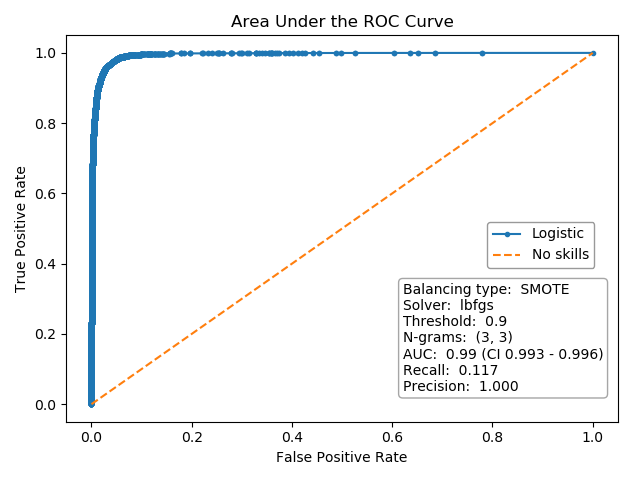 Area Under the ROC Curve
True Positive Rate
1.0
0.8
0.6
0.4
0.2
0.0
Logistic
No skills
Balancing type:  SMOTE
Solver:  lbfgs
Threshold:  0.9
N-grams:  (3, 3)
AUC:  0.99 (CI 0.993 - 0.996)
Recall:  0.117
Precision:  1.000
0.0 0.2 0.4 0.6 0.8 1.0
False Positive Rate